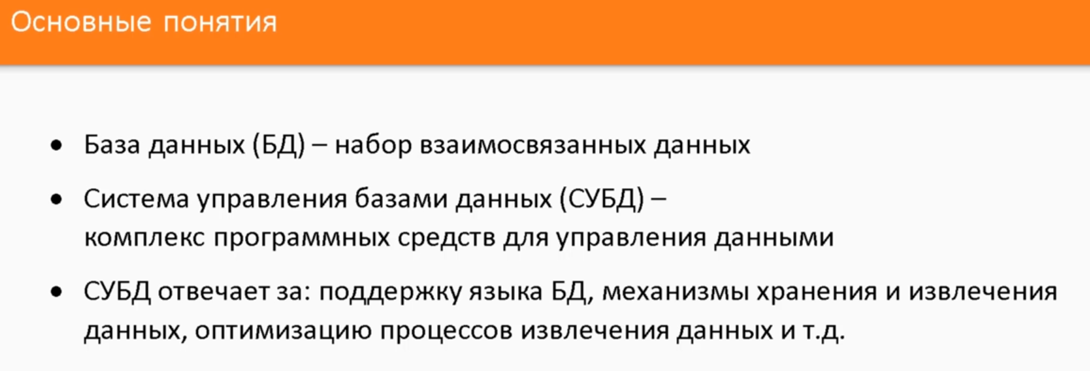 Основные понятия
• База данных (БД) – набор взаимосвязанных данных
• Система управления базами данных (СУБД) –
комплекс программных средств для управления данными
• СУБД отвечает за: поддержку языка БД, механизмы хранения и извлечения
данных, оптимизацию процессов извлечения данных и т.д.